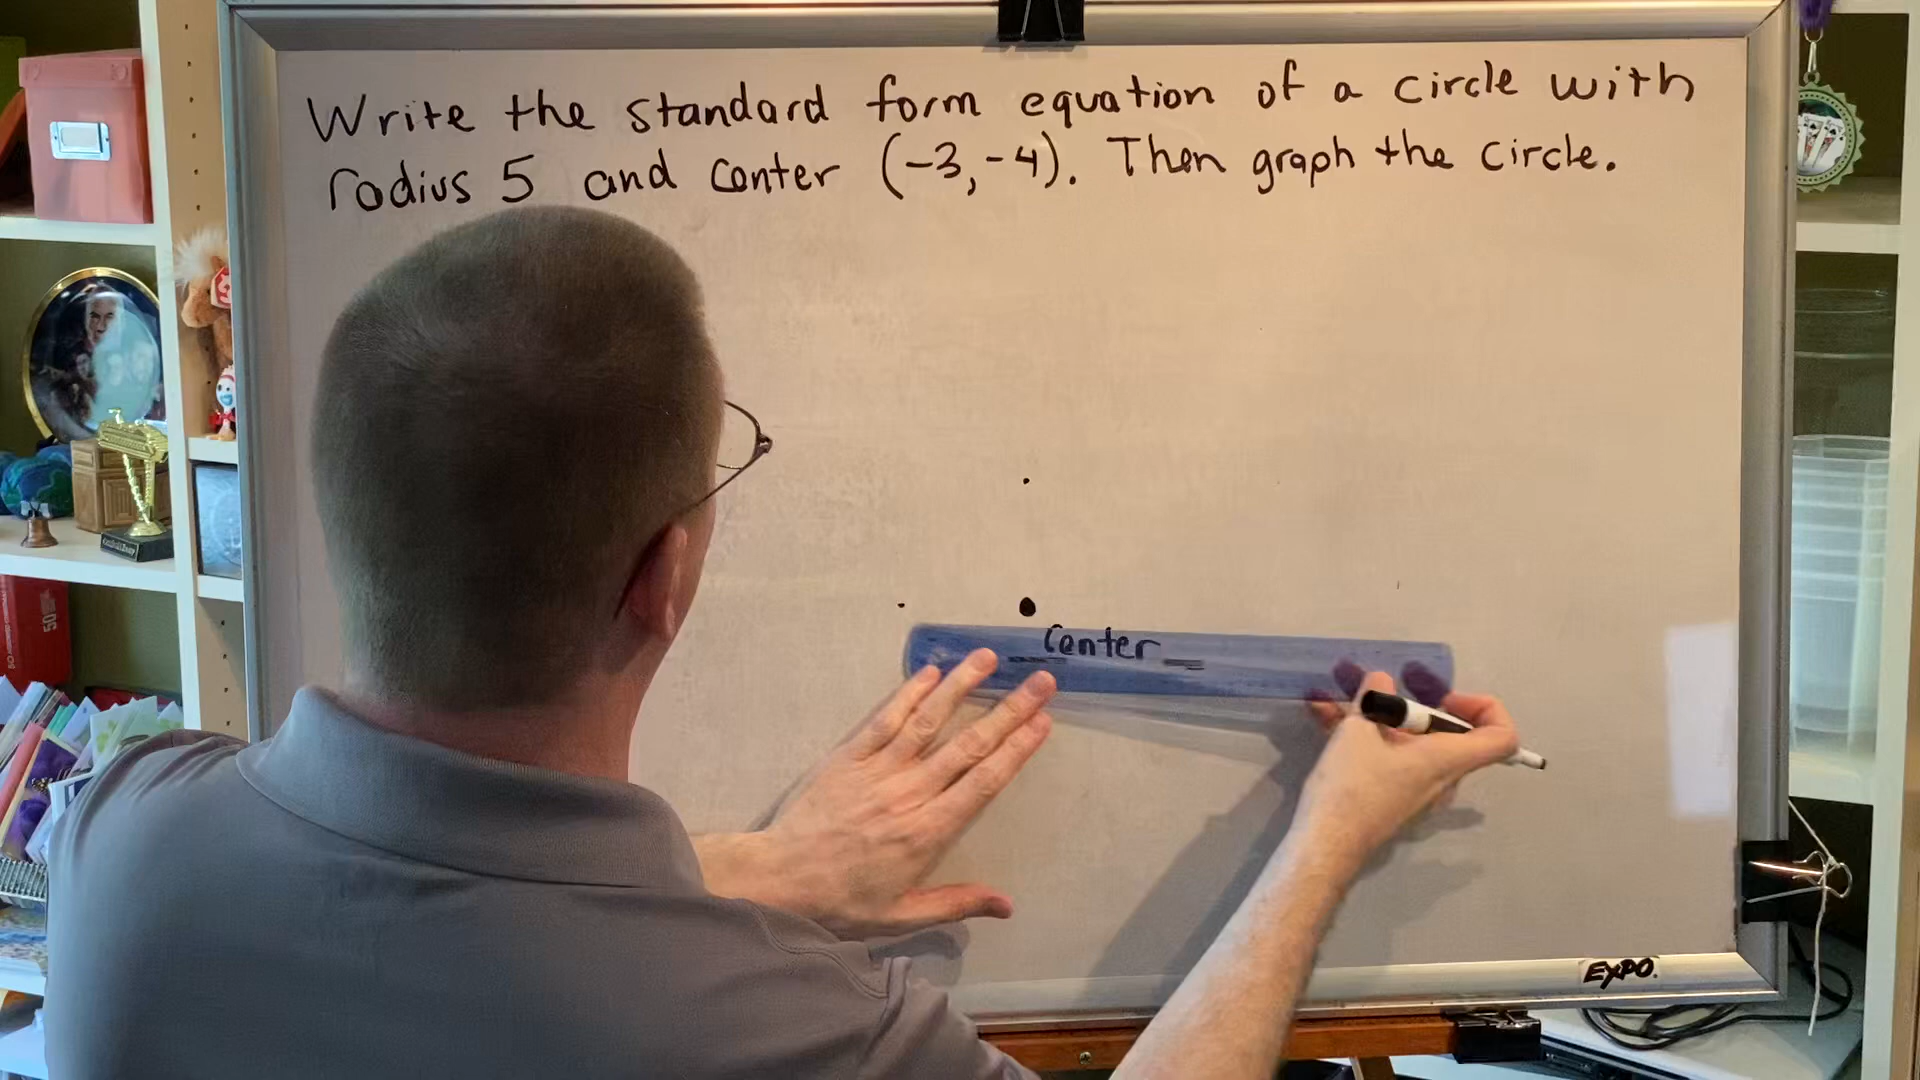 Write the standard form equation of a circle with
radius 5 and center (-3,-4). Then graph the circle.
Center
EXPO
50